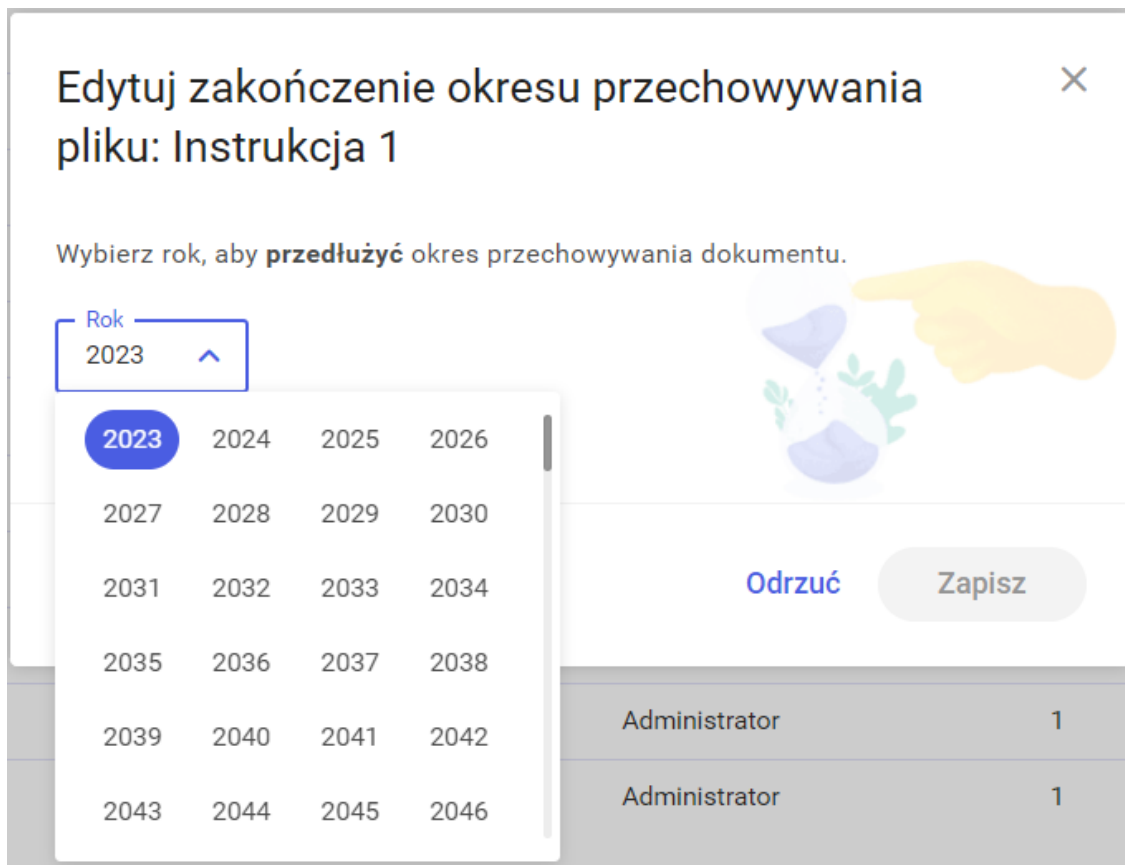 Edytuj zakończenie okresu przechowywania
pliku: Instrukcja 1
Wybierz rok, aby przedłużyć okres przechowywania dokumentu.
Rok
2023
2023 2024 2025 2026
2027 2028 2029 2030
2031 2032 2033 2034
2035 2036 2037 2038
2039 2040 2041 2042
2043 2044 2045 2046
Odrzuć Zapisz
Administrator 1
Administrator 1